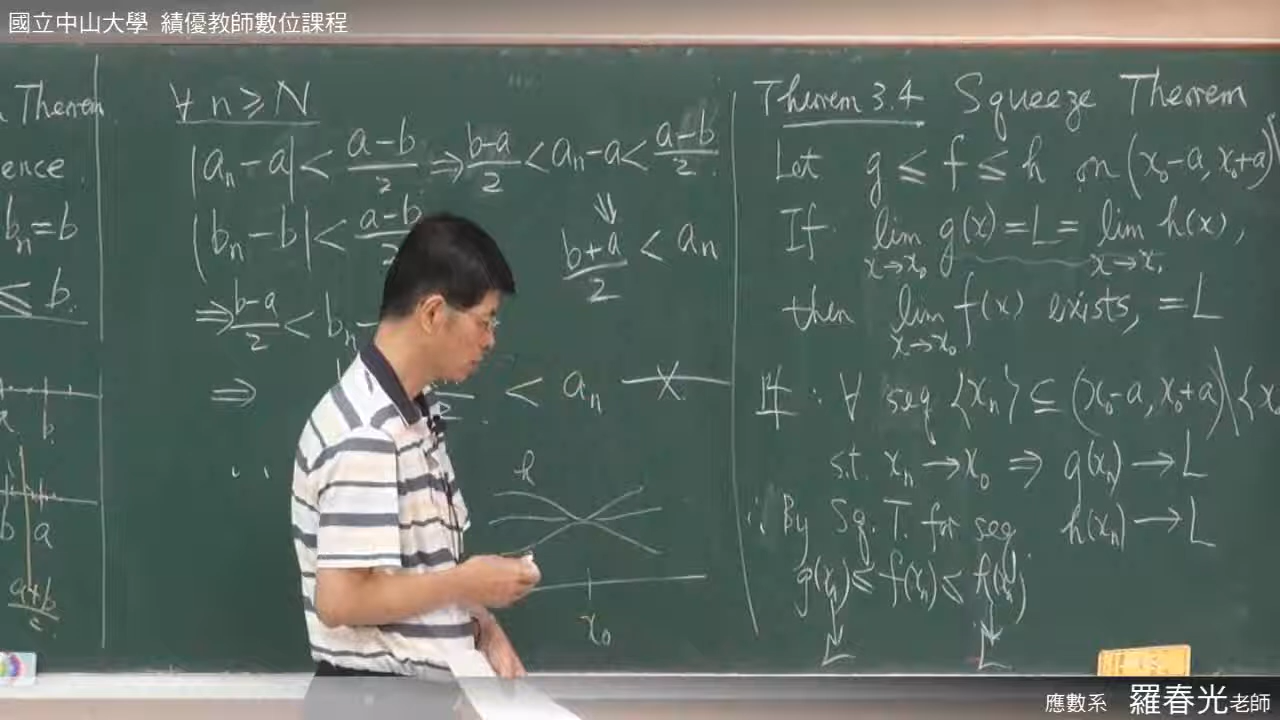 國立中山大學 績優教師數位課程
Theorem
ence
b_n = b
≤ b.
b
b a
a+b
2
∀ n ≥ N
|a_n - a| < (a-b)/2 ⇒ (b-a)/2 < a_n - a < (a-b)/2
|b_n - b| < (a-b)/2
⇓
(b+a)/2 < a_n
⇒ (b-a)/2 < b_n -
⇒ < a_n
x_0
Theorem 3.4 Squeeze Theorem
Let g ≤ f ≤ h on (x_0-a, x_0+a)\
If lim_{x→x_0} g(x) = L = lim_{x→x_0} h(x),
then lim_{x→x_0} f(x) exists, = L
pf : ∀ seq ⟨x_n⟩ ⊆ (x_0-a, x_0+a)\{x
s.t. x_n → x_0 ⇒ g(x_n) → L
h(x_n) → L
∴ By Sq. T. for seq.
g(x_n) ≤ f(x_n) ≤ h(x_n)
↓ ↓
L L
應數系 羅春光老師